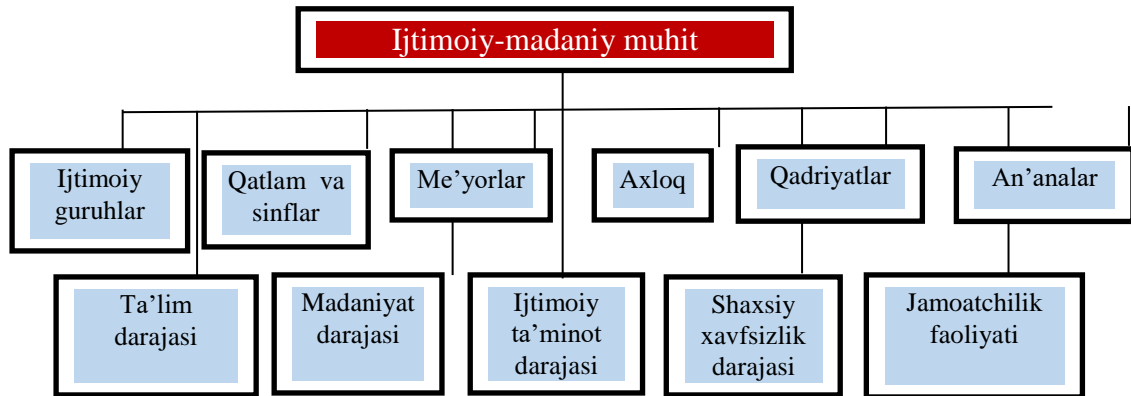 Ijtimoiy-madaniy muhit
Ijtimoiy
guruhlar
Qatlam va
sinflar
Me’yorlar
Axloq
Qadriyatlar
An’analar
Ta’lim
darajasi
Madaniyat
darajasi
Ijtimoiy
ta’minot
darajasi
Shaxsiy
xavfsizlik
darajasi
Jamoatchilik
faoliyati